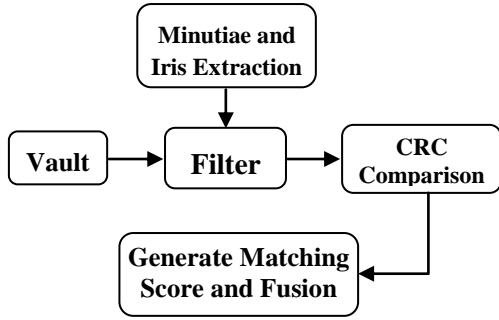 Minutiae and
Iris Extraction
Vault
Filter
CRC
Comparison
Generate Matching
Score and Fusion